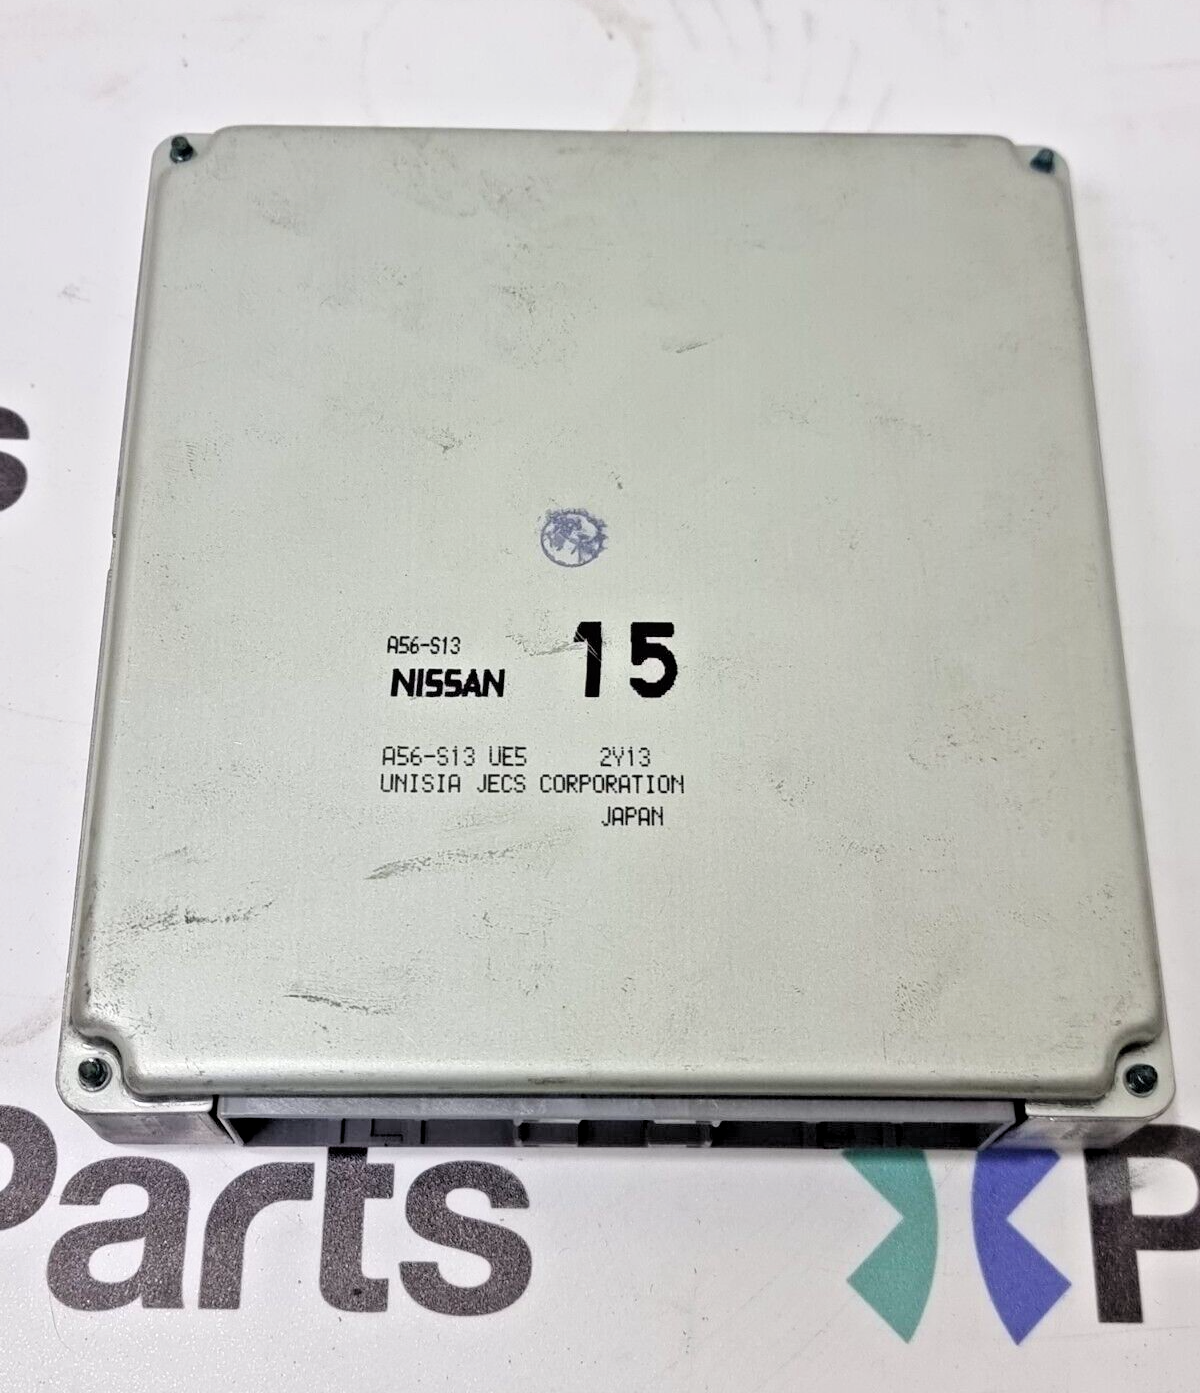 s
A56-S13
NISSAN 15
A56-S13 UE5 2Y13
UNISIA JECS CORPORATION
JAPAN
Parts P